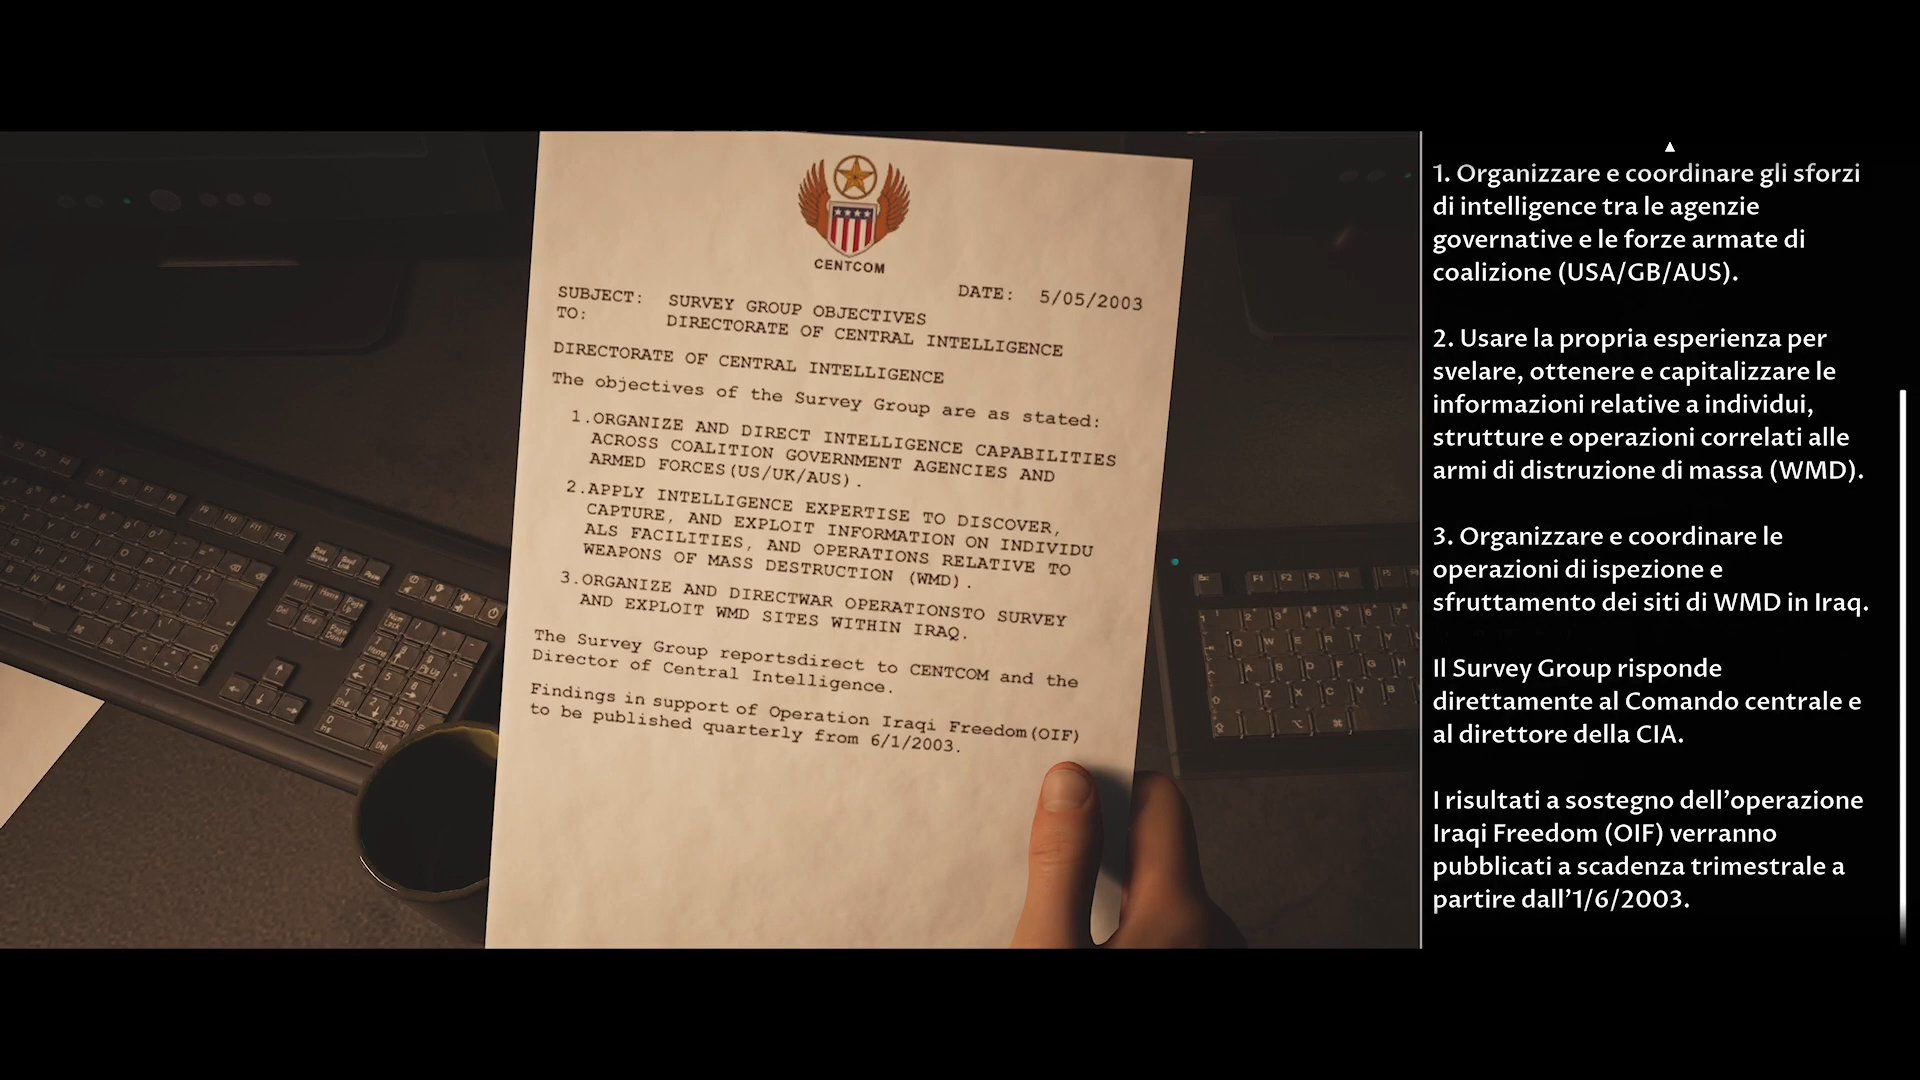 CENTCOM
DATE: 5/05/2003
SUBJECT: SURVEY GROUP OBJECTIVES
TO: DIRECTORATE OF CENTRAL INTELLIGENCE
DIRECTORATE OF CENTRAL INTELLIGENCE
The objectives of the Survey Group are as stated:
1.ORGANIZE AND DIRECT INTELLIGENCE CAPABILITIES
ACROSS COALITION GOVERNMENT AGENCIES AND
ARMED FORCES(US/UK/AUS).
2.APPLY INTELLIGENCE EXPERTISE TO DISCOVER,
CAPTURE, AND EXPLOIT INFORMATION ON INDIVIDU
ALS FACILITIES, AND OPERATIONS RELATIVE TO
WEAPONS OF MASS DESTRUCTION (WMD).
3.ORGANIZE AND DIRECTWAR OPERATIONSTO SURVEY
AND EXPLOIT WMD SITES WITHIN IRAQ.
The Survey Group reportsdirect to CENTCOM and the
Director of Central Intelligence.
Findings in support of Operation Iraqi Freedom(OIF)
to be published quarterly from 6/1/2003.
1. Organizzare e coordinare gli sforzi
di intelligence tra le agenzie
governative e le forze armate di
coalizione (USA/GB/AUS).
2. Usare la propria esperienza per
svelare, ottenere e capitalizzare le
informazioni relative a individui,
strutture e operazioni correlati alle
armi di distruzione di massa (WMD).
3. Organizzare e coordinare le
operazioni di ispezione e
sfruttamento dei siti di WMD in Iraq.
Il Survey Group risponde
direttamente al Comando centrale e
al direttore della CIA.
I risultati a sostegno dell'operazione
Iraqi Freedom (OIF) verranno
pubblicati a scadenza trimestrale a
partire dall'1/6/2003.